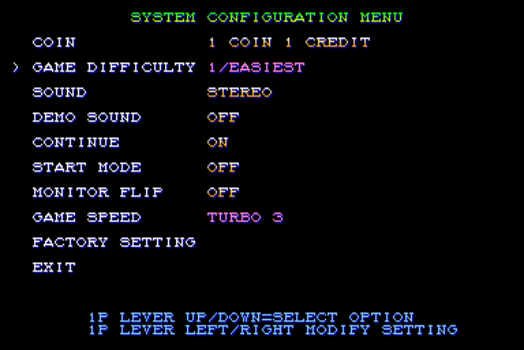 SYSTEM CONFIGURATION MENU
COIN 1 COIN 1 CREDIT
> GAME DIFFICULTY 1/EASIEST
SOUND STEREO
DEMO SOUND OFF
CONTINUE ON
START MODE OFF
MONITOR FLIP OFF
GAME SPEED TURBO 3
FACTORY SETTING
EXIT
1P LEVER UP/DOWN=SELECT OPTION
1P LEVER LEFT/RIGHT MODIFY SETTING